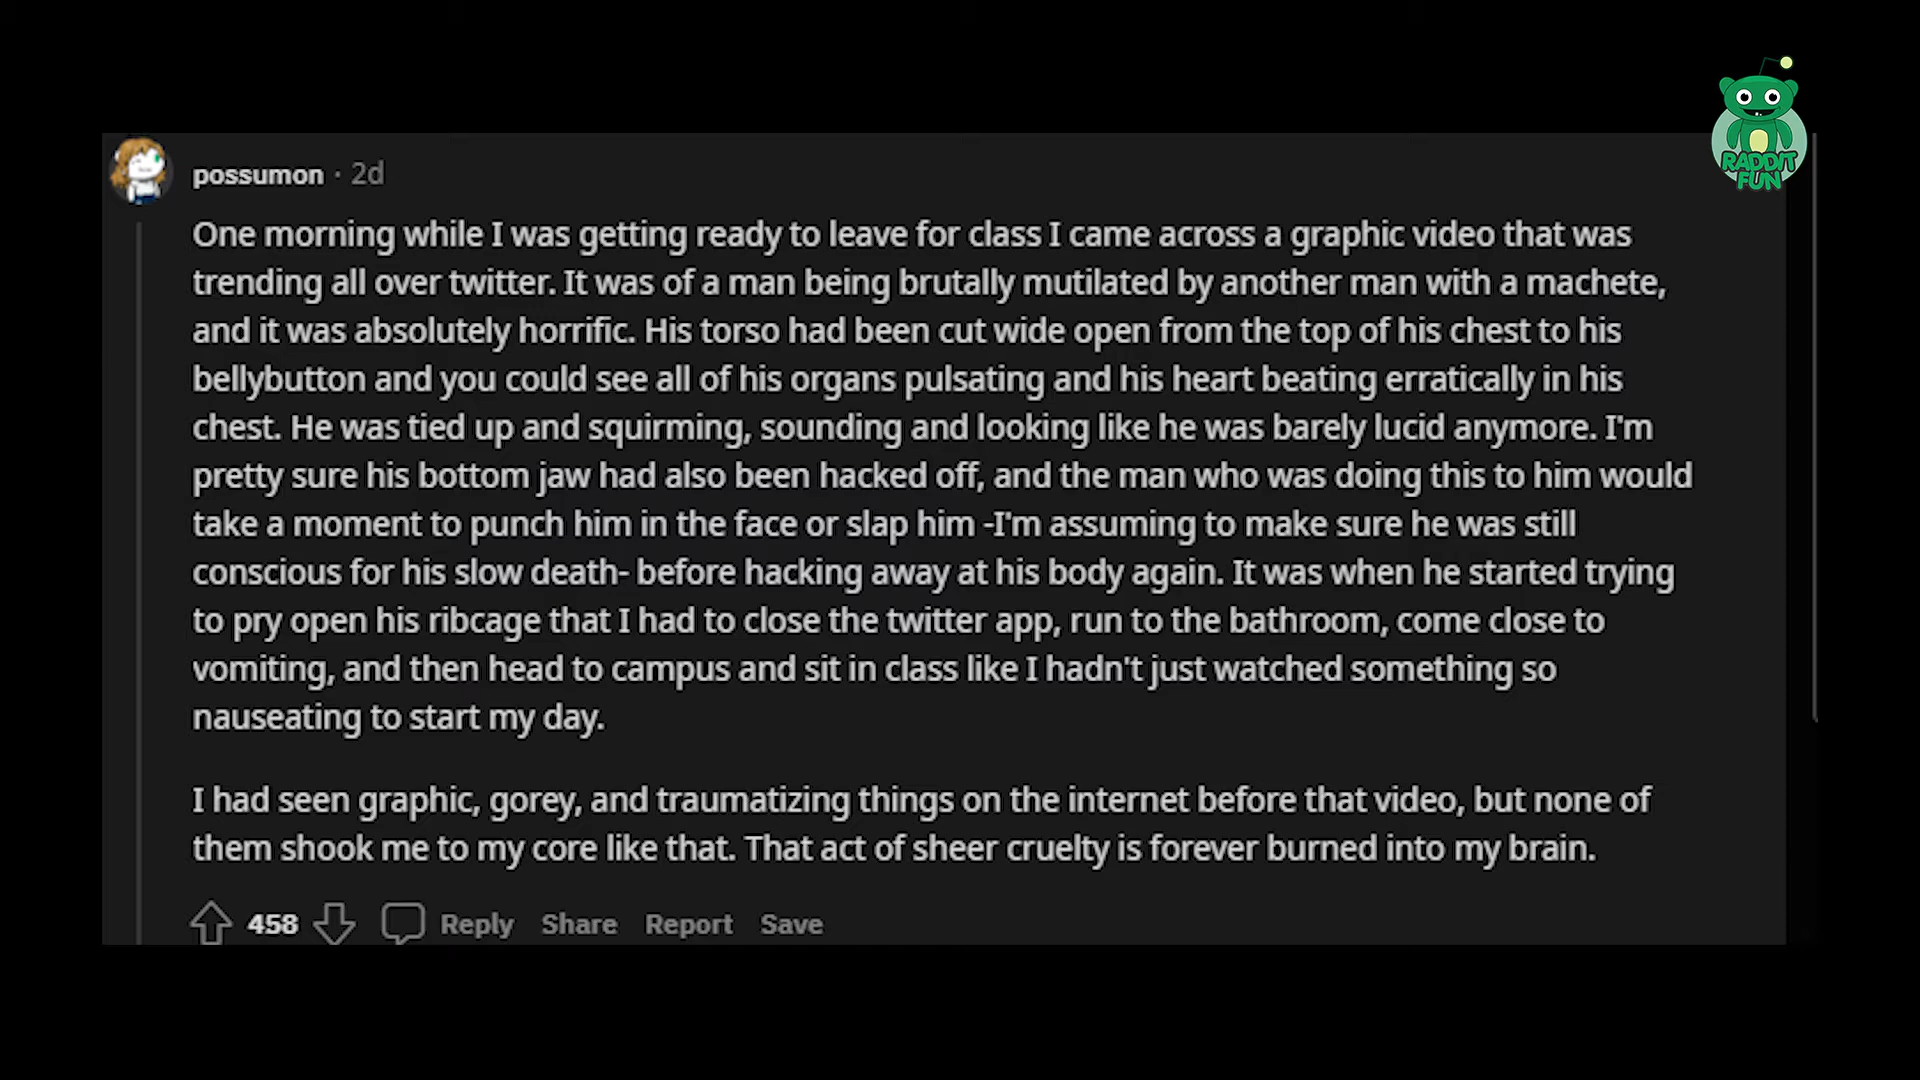 RADDIT
FUN
possumon · 2d
One morning while I was getting ready to leave for class I came across a graphic video that was
trending all over twitter. It was of a man being brutally mutilated by another man with a machete,
and it was absolutely horrific. His torso had been cut wide open from the top of his chest to his
bellybutton and you could see all of his organs pulsating and his heart beating erratically in his
chest. He was tied up and squirming, sounding and looking like he was barely lucid anymore. I'm
pretty sure his bottom jaw had also been hacked off, and the man who was doing this to him would
take a moment to punch him in the face or slap him -I'm assuming to make sure he was still
conscious for his slow death- before hacking away at his body again. It was when he started trying
to pry open his ribcage that I had to close the twitter app, run to the bathroom, come close to
vomiting, and then head to campus and sit in class like I hadn't just watched something so
nauseating to start my day.
I had seen graphic, gorey, and traumatizing things on the internet before that video, but none of
them shook me to my core like that. That act of sheer cruelty is forever burned into my brain.
458 Reply Share Report Save